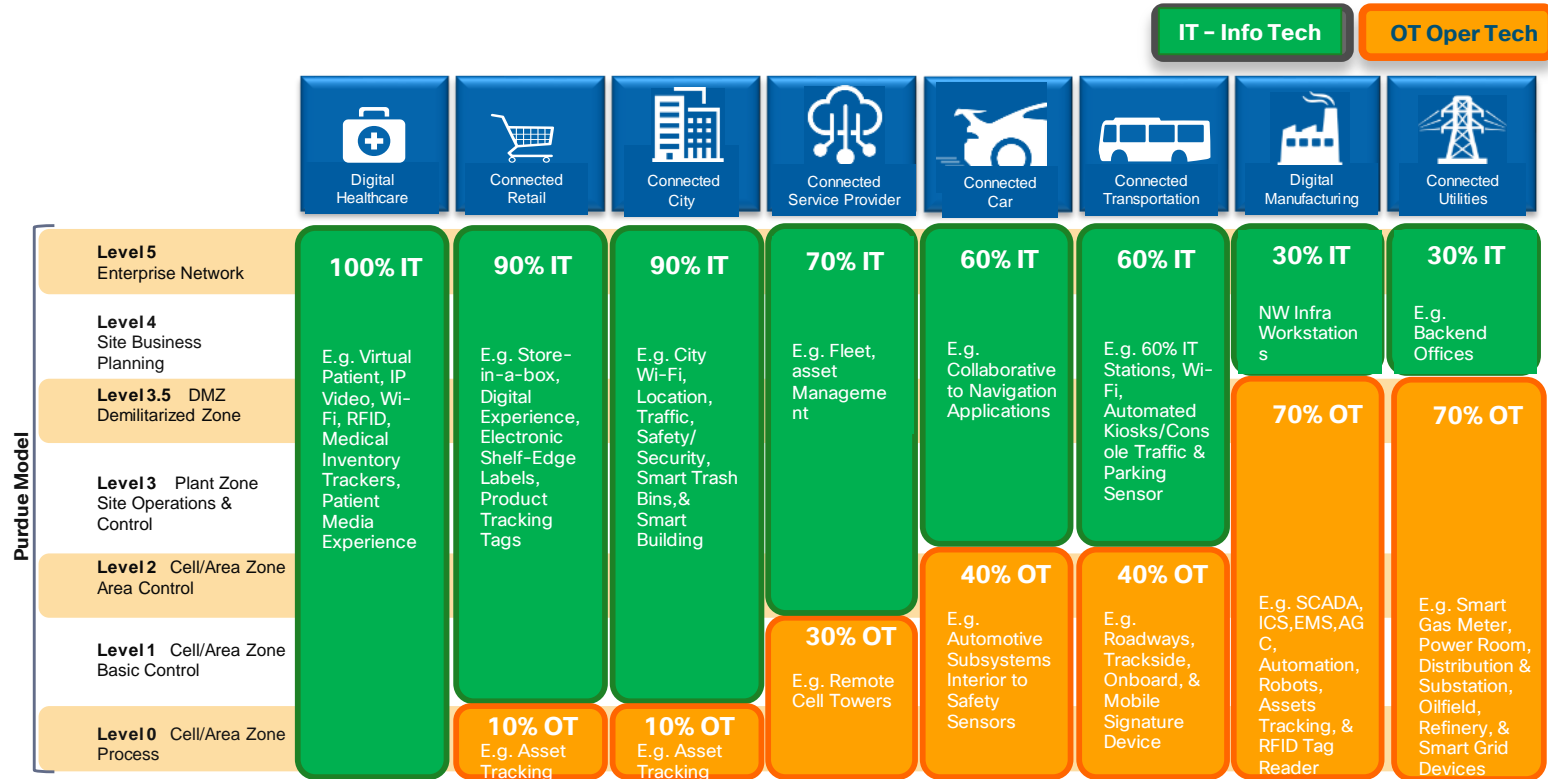 IT – Info Tech
OT Oper Tech
Digital
Healthcare
Connected
Retail
Connected
City
Connected
Service Provider
Connected
Car
Connected
Transportation
Digital
Manufacturing
Connected
Utilities
Purdue Model
Level 5
Enterprise Network
Level 4
Site Business
Planning
Level 3.5 DMZ
Demilitarized Zone
Level 3 Plant Zone
Site Operations &
Control
Level 2 Cell/Area Zone
Area Control
Level 1 Cell/Area Zone
Basic Control
Level 0 Cell/Area Zone
Process
100% IT
E.g. Virtual
Patient, IP
Video, Wi-
Fi, RFID,
Medical
Inventory
Trackers,
Patient
Media
Experience
90% IT
E.g. Store-
in-a-box,
Digital
Experience,
Electronic
Shelf-Edge
Labels,
Product
Tracking
Tags
10% OT
E.g. Asset
Tracking
90% IT
E.g. City
Wi-Fi,
Location,
Traffic,
Safety/
Security,
Smart Trash
Bins,&
Smart
Building
10% OT
E.g. Asset
Tracking
70% IT
E.g. Fleet,
asset
Manageme
nt
30% OT
E.g. Remote
Cell Towers
60% IT
E.g.
Collaborative
to Navigation
Applications
40% OT
E.g.
Automotive
Subsystems
Interior to
Safety
Sensors
60% IT
E.g. 60% IT
Stations, Wi-
Fi,
Automated
Kiosks/Cons
ole Traffic &
Parking
Sensor
40% OT
E.g.
Roadways,
Trackside,
Onboard, &
Mobile
Signature
Device
30% IT
NW Infra
Workstation
s
70% OT
E.g. SCADA,
ICS,EMS,AG
C,
Automation,
Robots,
Assets
Tracking, &
RFID Tag
Reader
30% IT
E.g.
Backend
Offices
70% OT
E.g. Smart
Gas Meter,
Power Room,
Distribution &
Substation,
Oilfield,
Refinery, &
Smart Grid
Devices